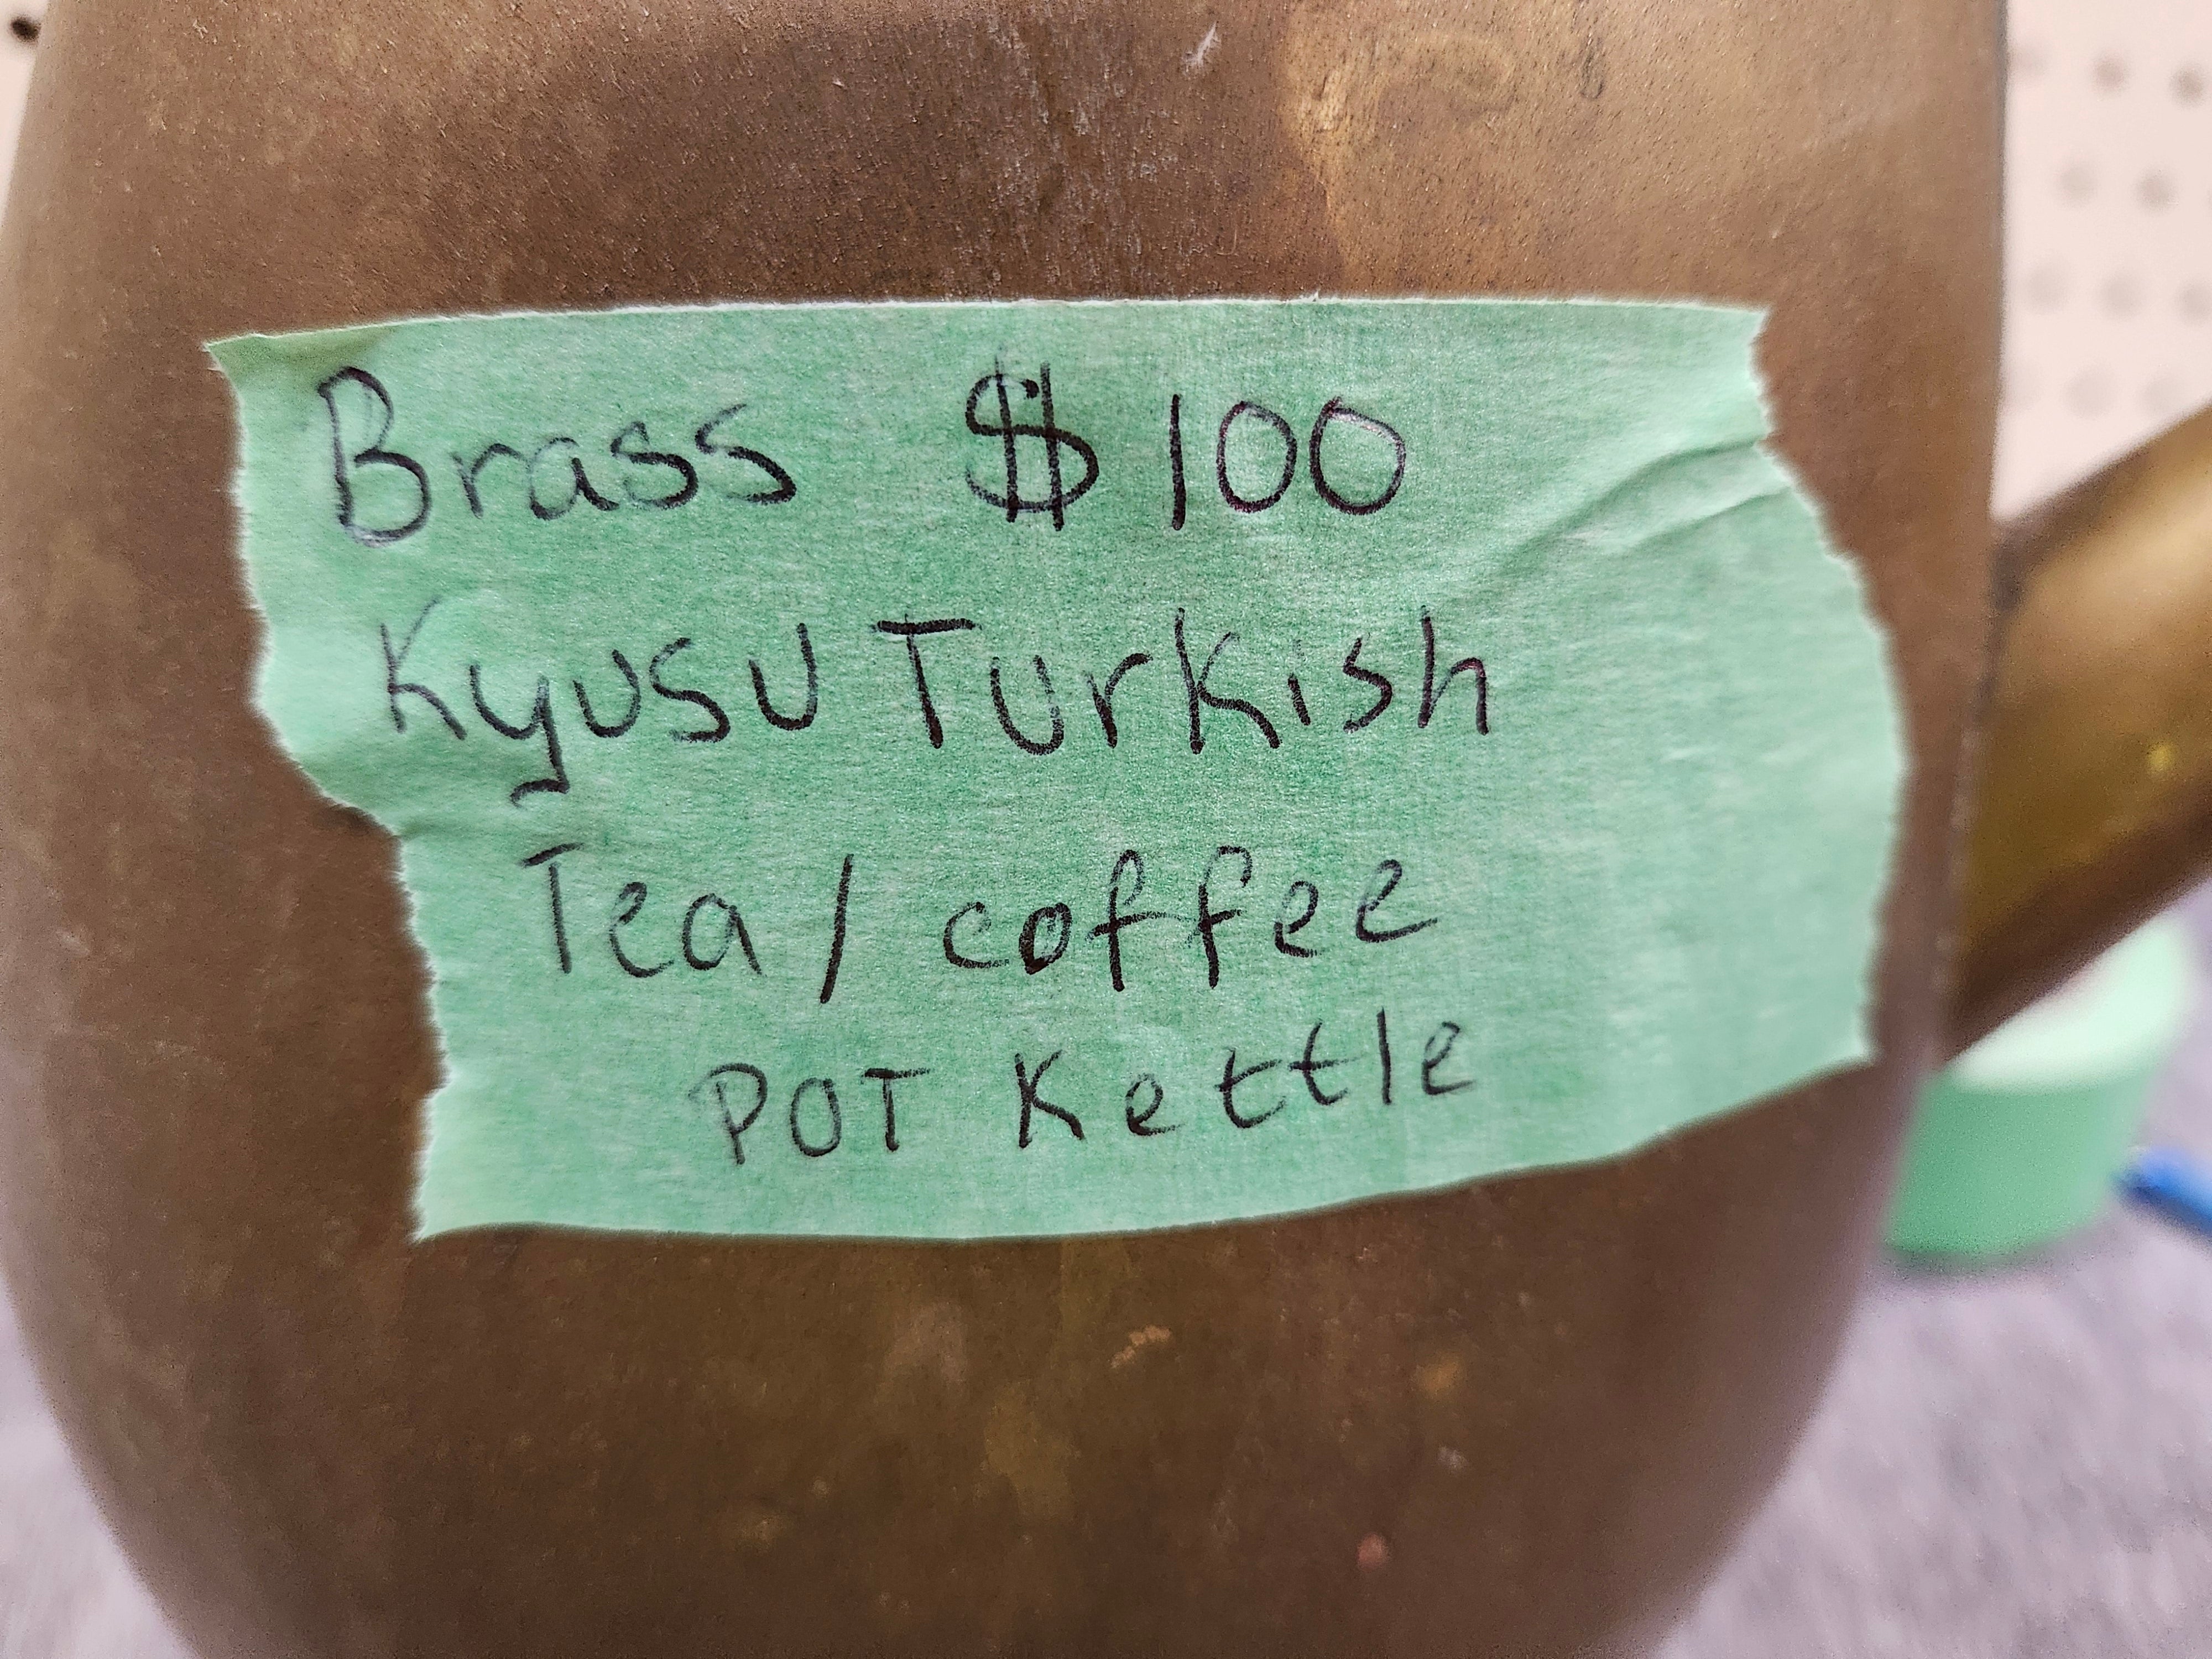 Brass $100
Kyusu Turkish
Tea / coffee
POT Kettle